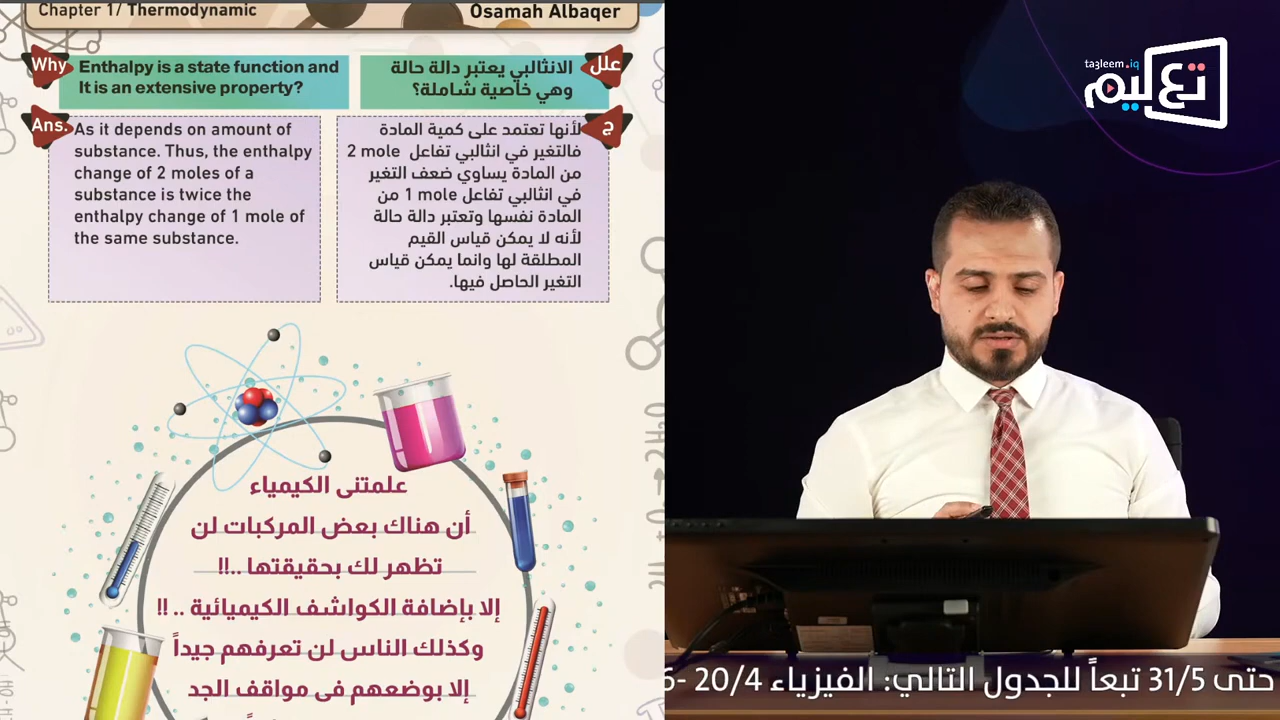 Chapter 1/ Thermodynamic
Osamah Albaqer
Why
Enthalpy is a state function and
It is an extensive property?
علل
الانثالبي يعتبر دالة حالة
وهي خاصية شاملة؟
Ans.
As it depends on amount of
substance. Thus, the enthalpy
change of 2 moles of a
substance is twice the
enthalpy change of 1 mole of
the same substance.
ج
لأنها تعتمد على كمية المادة
فالتغير في انثالبي تفاعل 2 mole
من المادة يساوي ضعف التغير
في انثالبي تفاعل 1 mole من
المادة نفسها وتعتبر دالة حالة
لأنه لا يمكن قياس القيم
المطلقة لها وانما يمكن قياس
التغير الحاصل فيها.
علمتنى الكيمياء
أن هناك بعض المركبات لن
تظهر لك بحقيقتها ..!!
إلا بإضافة الكواشف الكيميائية .. !!
وكذلك الناس لن تعرفهم جيداً
إلا بوضعهم فى مواقف الجد
ta3leem.iq
تعليم
حتى 31/5 تبعاً للجدول التالي: الفيزياء 20/4 -6